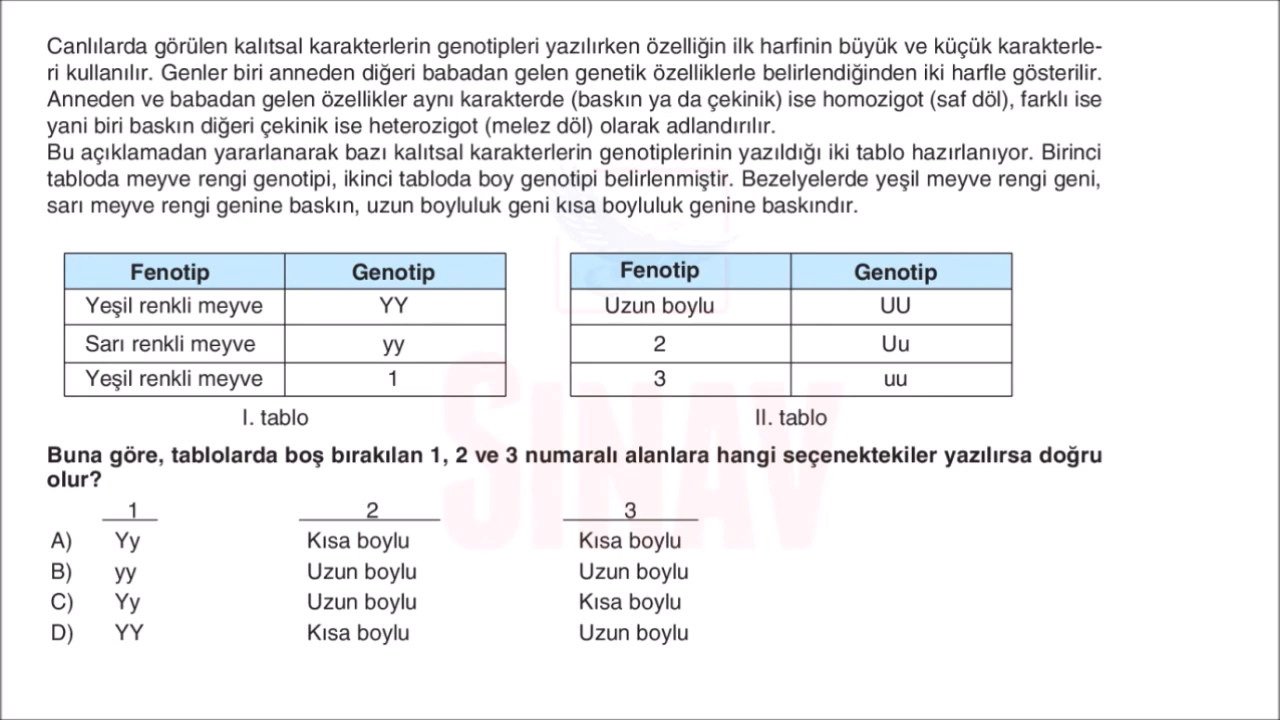 Canlılarda görülen kalıtsal karakterlerin genotipleri yazılırken özelliğin ilk harfinin büyük ve küçük karakterle-
ri kullanılır. Genler biri anneden diğeri babadan gelen genetik özelliklerle belirlendiğinden iki harfle gösterilir.
Anneden ve babadan gelen özellikler aynı karakterde (baskın ya da çekinik) ise homozigot (saf döl), farklı ise
yani biri baskın diğeri çekinik ise heterozigot (melez döl) olarak adlandırılır.
Bu açıklamadan yararlanarak bazı kalıtsal karakterlerin genotiplerinin yazıldığı iki tablo hazırlanıyor. Birinci
tabloda meyve rengi genotipi, ikinci tabloda boy genotipi belirlenmiştir. Bezelyelerde yeşil meyve rengi geni,
sarı meyve rengi genine baskın, uzun boyluluk geni kısa boyluluk genine baskındır.
Fenotip Genotip
Yeşil renkli meyve YY
Sarı renkli meyve yy
Yeşil renkli meyve 1
I. tablo
Fenotip Genotip
Uzun boylu UU
2 Uu
3 uu
II. tablo
SINAV
Buna göre, tablolarda boş bırakılan 1, 2 ve 3 numaralı alanlara hangi seçenektekiler yazılırsa doğru
olur?
1 2 3
A) Yy Kısa boylu Kısa boylu
B) yy Uzun boylu Uzun boylu
C) Yy Uzun boylu Kısa boylu
D) YY Kısa boylu Uzun boylu